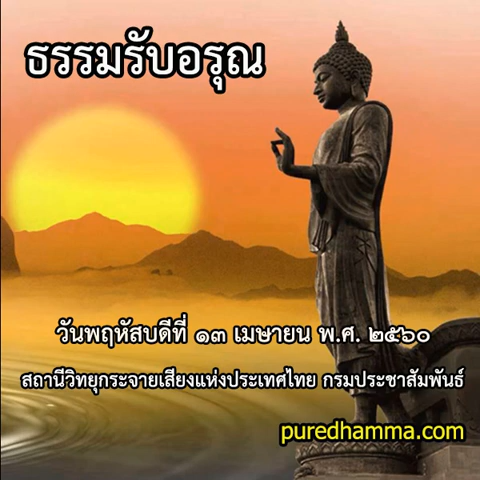 ธรรมรับอรุณ
วันพฤหัสบดีที่ ๑๓ เมษายน พ.ศ. ๒๕๖๐
สถานีวิทยุกระจายเสียงแห่งประเทศไทย กรมประชาสัมพันธ์
puredhamma.com